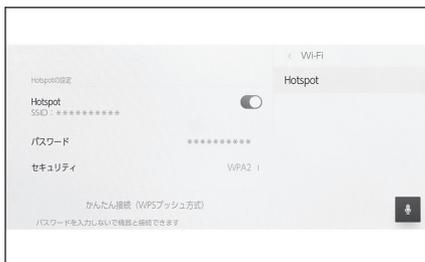 ‹ Wi-Fi
Hotspot
Hotspotの設定
Hotspot
SSID：**********
パスワード **********
セキュリティ WPA2
かんたん接続（WPSプッシュ方式）
パスワードを入力しないで機器と接続できます